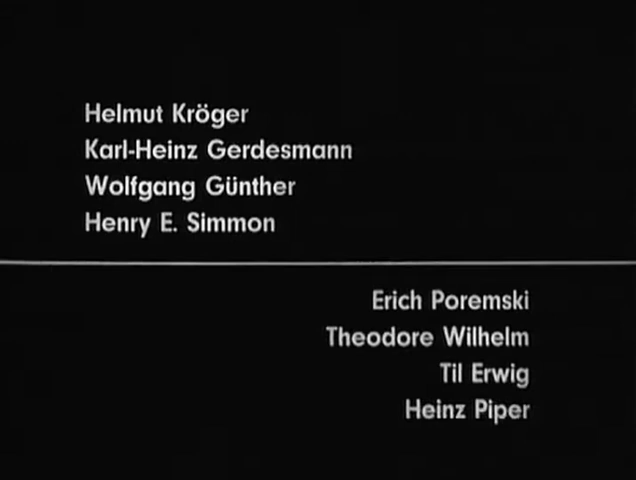 Helmut Kröger
Karl-Heinz Gerdesmann
Wolfgang Günther
Henry E. Simmon
Erich Poremski
Theodore Wilhelm
Til Erwig
Heinz Piper